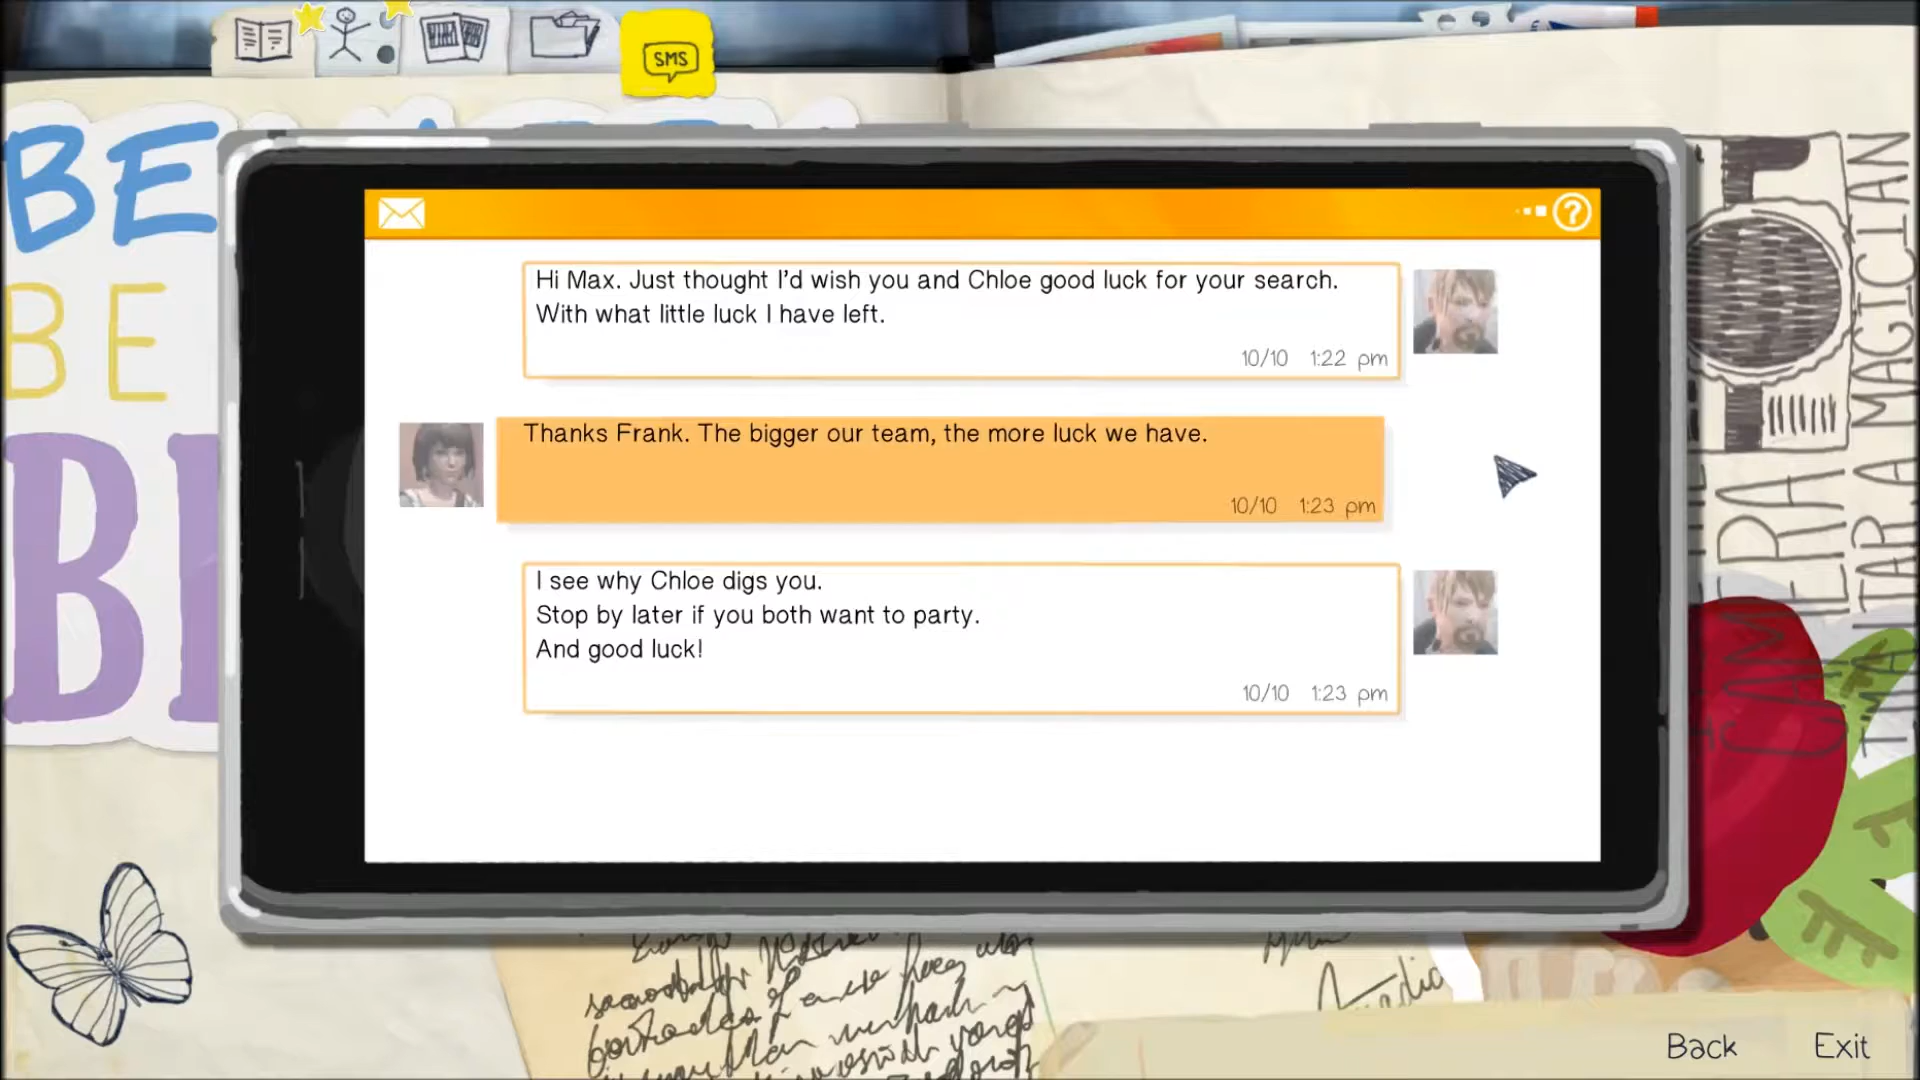 SMS
BE
BE
Hi Max. Just thought I'd wish you and Chloe good luck for your search.
With what little luck I have left.
10/10 1:22 pm
Thanks Frank. The bigger our team, the more luck we have.
10/10 1:23 pm
I see why Chloe digs you.
Stop by later if you both want to party.
And good luck!
10/10 1:23 pm
?
MAGICIAN
Back
Exit